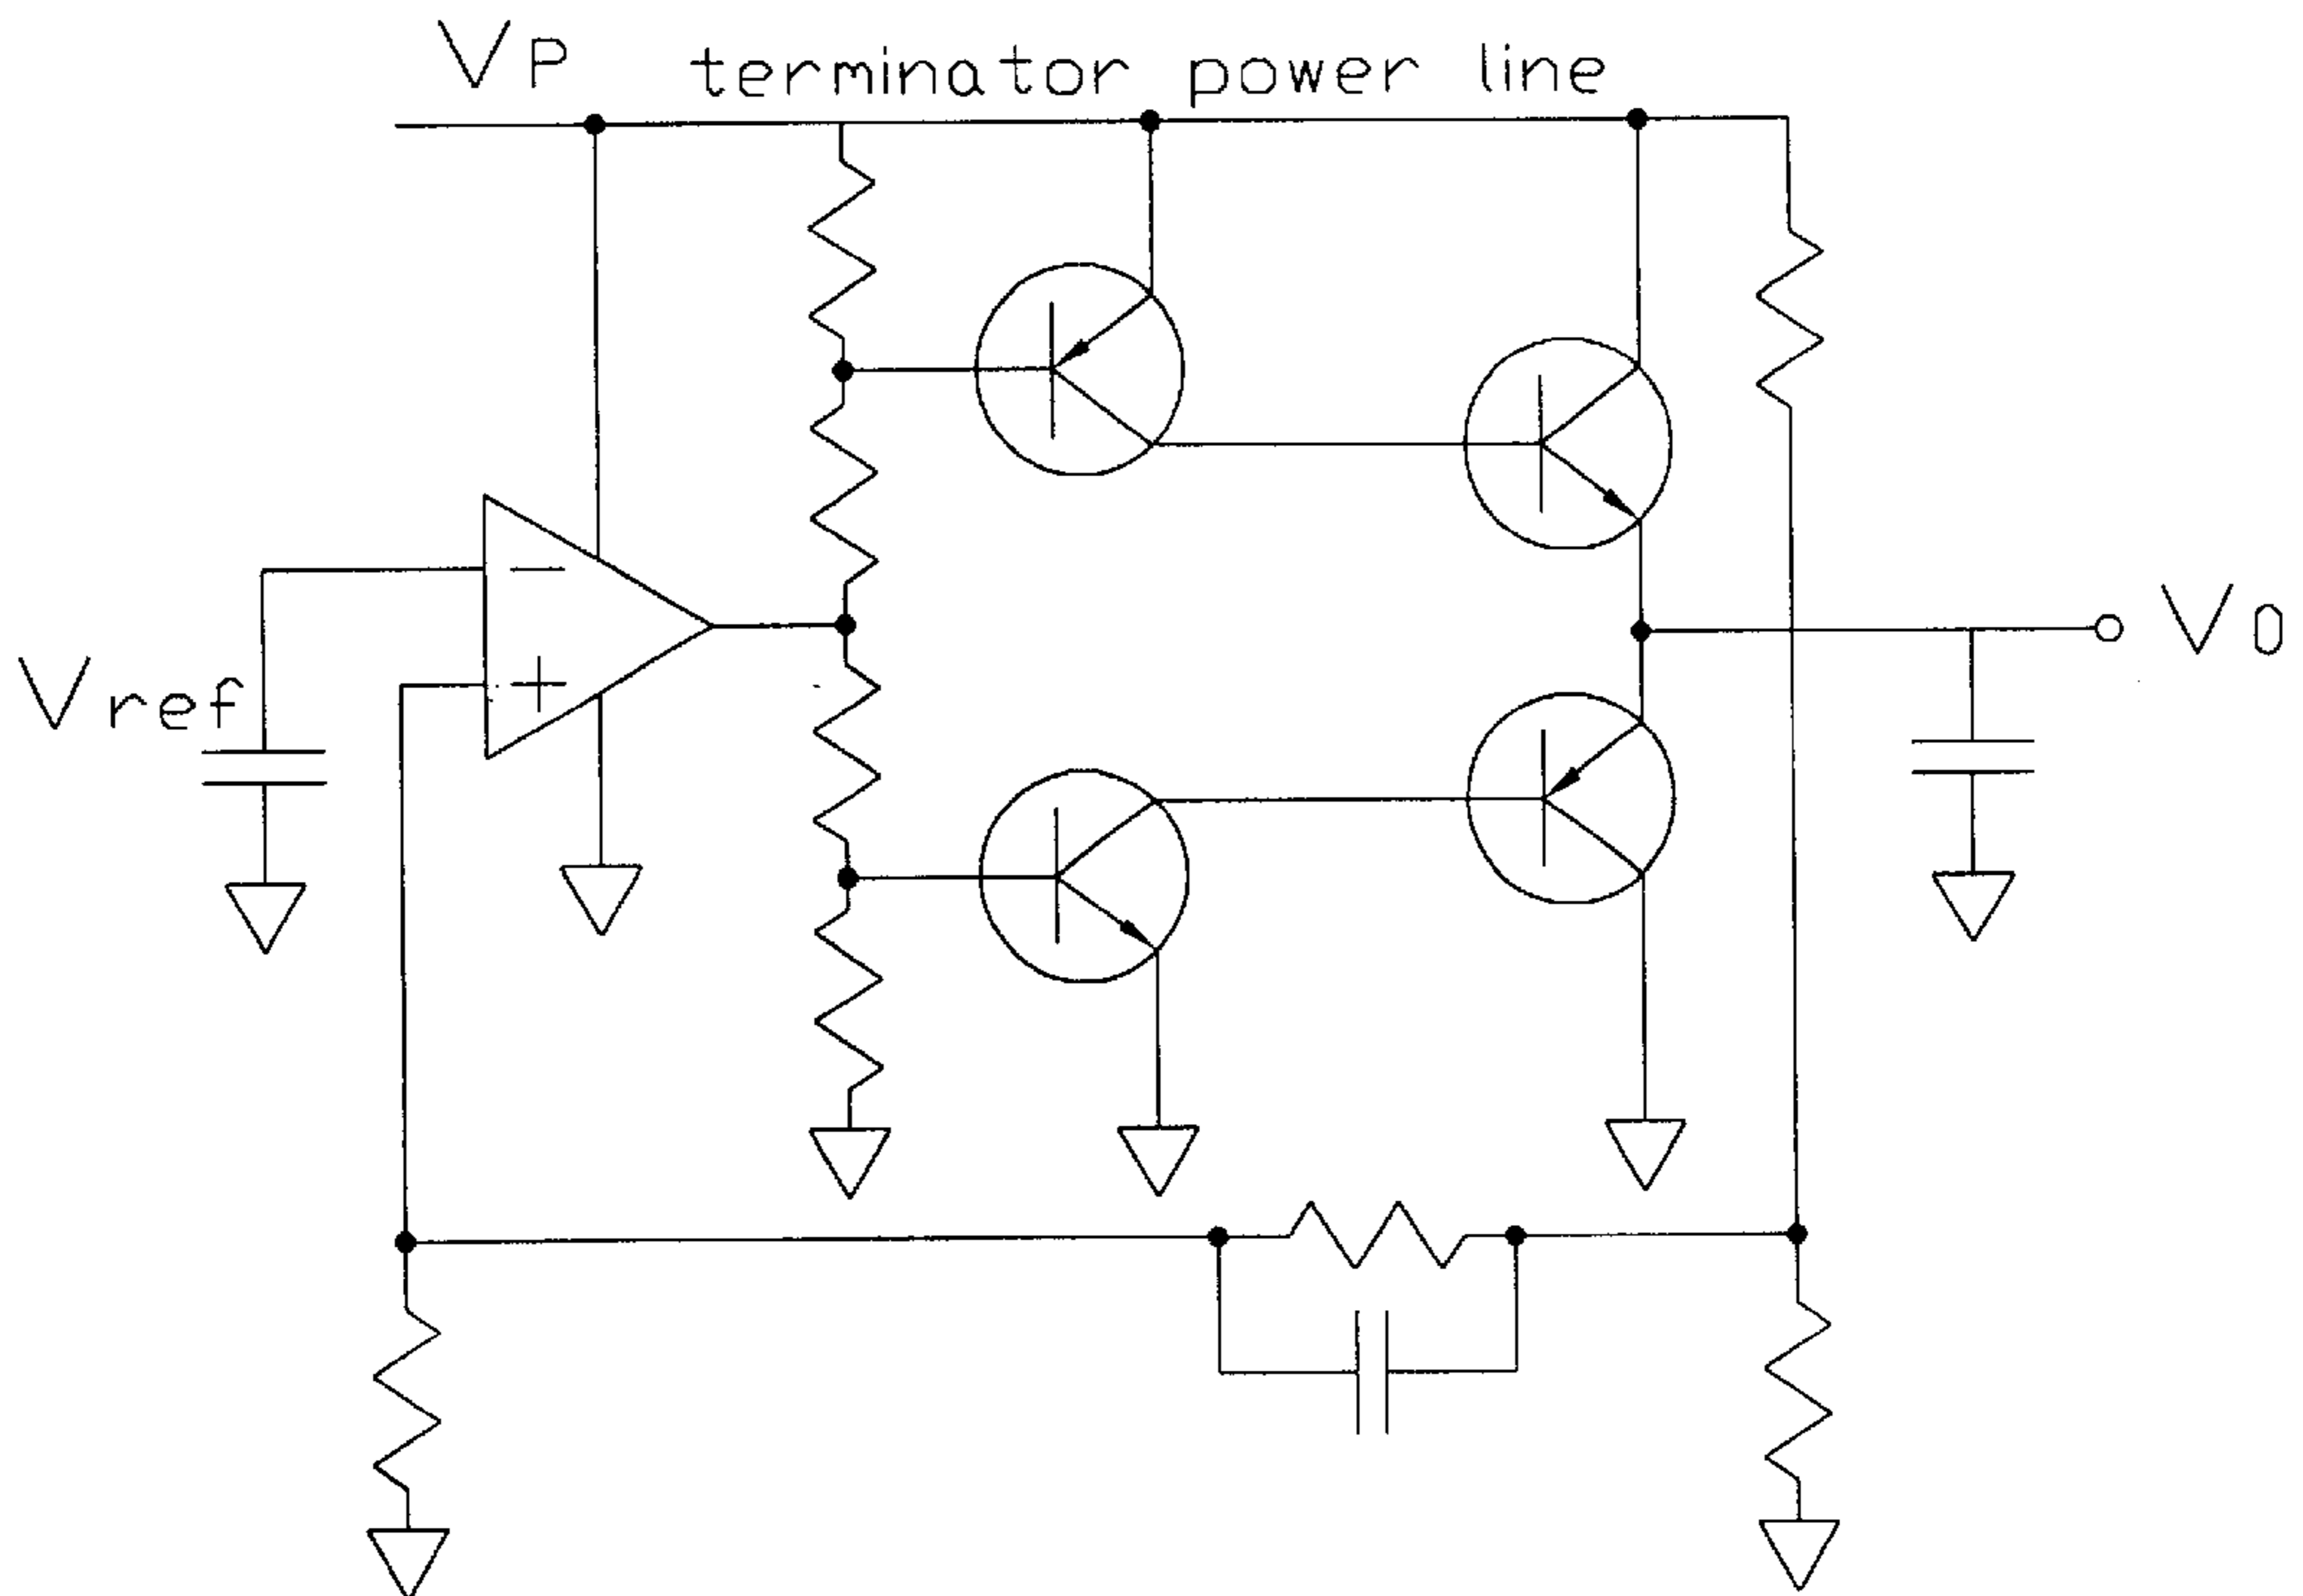 VP terminator power line
−
+
Vref
V0